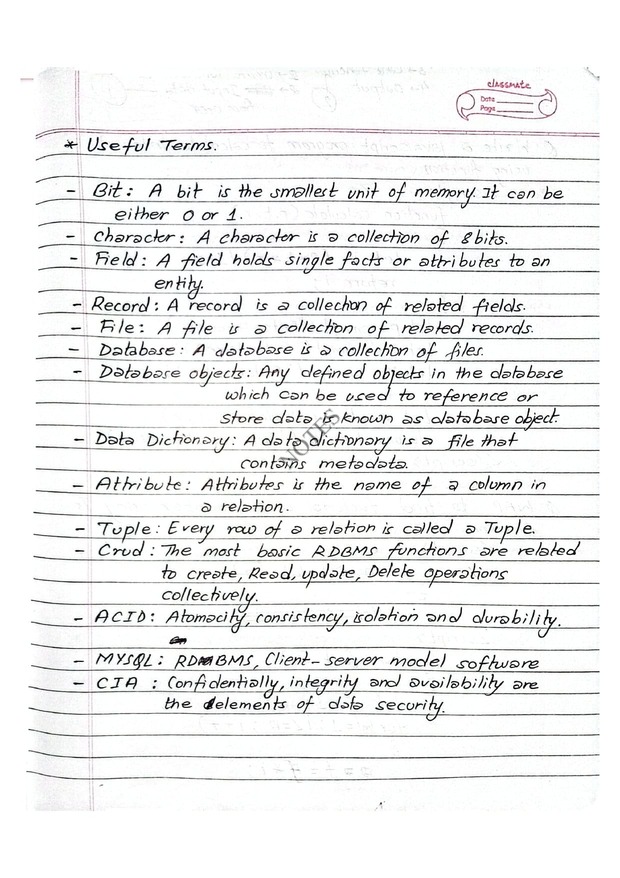 classmate
Date
Page
* Useful Terms.
- Bit: A bit is the smallest unit of memory. It can be
either 0 or 1.
- Character: A character is a collection of 8 bits.
- Field: A field holds single facts or attributes to an
entity.
- Record: A record is a collection of related fields.
- File: A file is a collection of related records.
- Database: A database is a collection of files.
- Database objects: Any defined objects in the database
which can be used to reference or
store data is known as database object.
- Data Dictionary: A data dictionary is a file that
contains metadata.
NOTES
- Attribute: Attributes is the name of a column in
a relation.
- Tuple: Every row of a relation is called a Tuple.
- Crud: The most basic RDBMS functions are related
to create, Read, update, Delete operations
collectively.
- ACID: Atomacity, consistency, isolation and durability.
- MYSQL: RDBMS, Client-server model software
- CIA : Confidentially, integrity and availability are
the elements of data security.